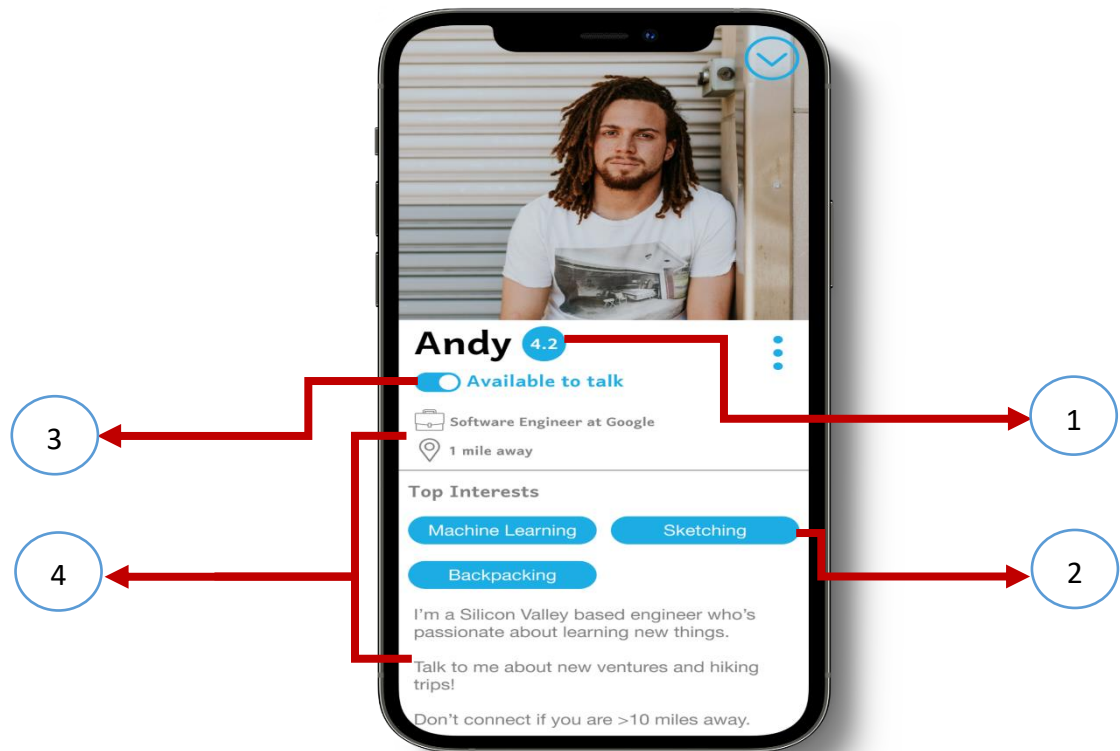 Andy 4.2
Available to talk
3
1
Software Engineer at Google
1 mile away
Top Interests
Machine Learning Sketching
4
2
Backpacking
I'm a Silicon Valley based engineer who's
passionate about learning new things.
Talk to me about new ventures and hiking
trips!
Don't connect if you are >10 miles away.